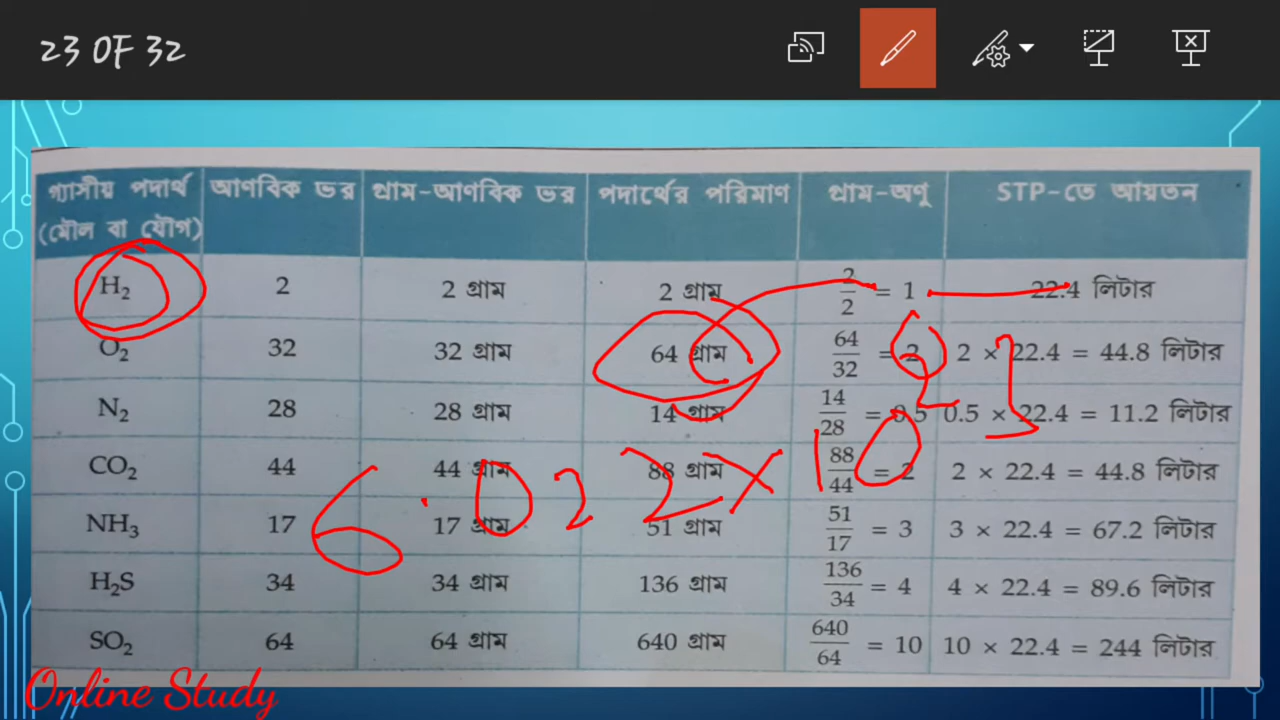 23 OF 32
গ্যাসীয় পদার্থ (মৌল বা যৌগ) আণবিক ভর গ্রাম-আণবিক ভর পদার্থের পরিমাণ গ্রাম-অণু STP-তে আয়তন
H₂ 2 2 গ্রাম 2 গ্রাম 2/2 = 1 22.4 লিটার
O₂ 32 32 গ্রাম 64 গ্রাম 64/32 = 2 2 × 22.4 = 44.8 লিটার
N₂ 28 28 গ্রাম 14 গ্রাম 14/28 = 0.5 0.5 × 22.4 = 11.2 লিটার
CO₂ 44 44 গ্রাম 88 গ্রাম 88/44 = 2 2 × 22.4 = 44.8 লিটার
NH₃ 17 17 গ্রাম 51 গ্রাম 51/17 = 3 3 × 22.4 = 67.2 লিটার
H₂S 34 34 গ্রাম 136 গ্রাম 136/34 = 4 4 × 22.4 = 89.6 লিটার
SO₂ 64 64 গ্রাম 640 গ্রাম 640/64 = 10 10 × 22.4 = 244 লিটার
6.022×10²³
Online Study